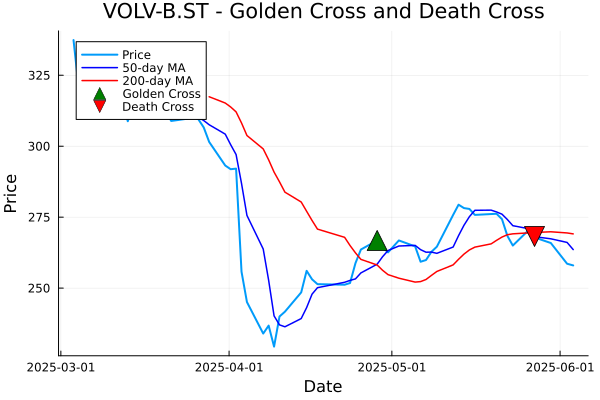 VOLV-B.ST - Golden Cross and Death Cross
Price
50-day MA
200-day MA
Golden Cross
Death Cross
325
300
275
250
Price
2025-03-01
2025-04-01
2025-05-01
2025-06-01
Date